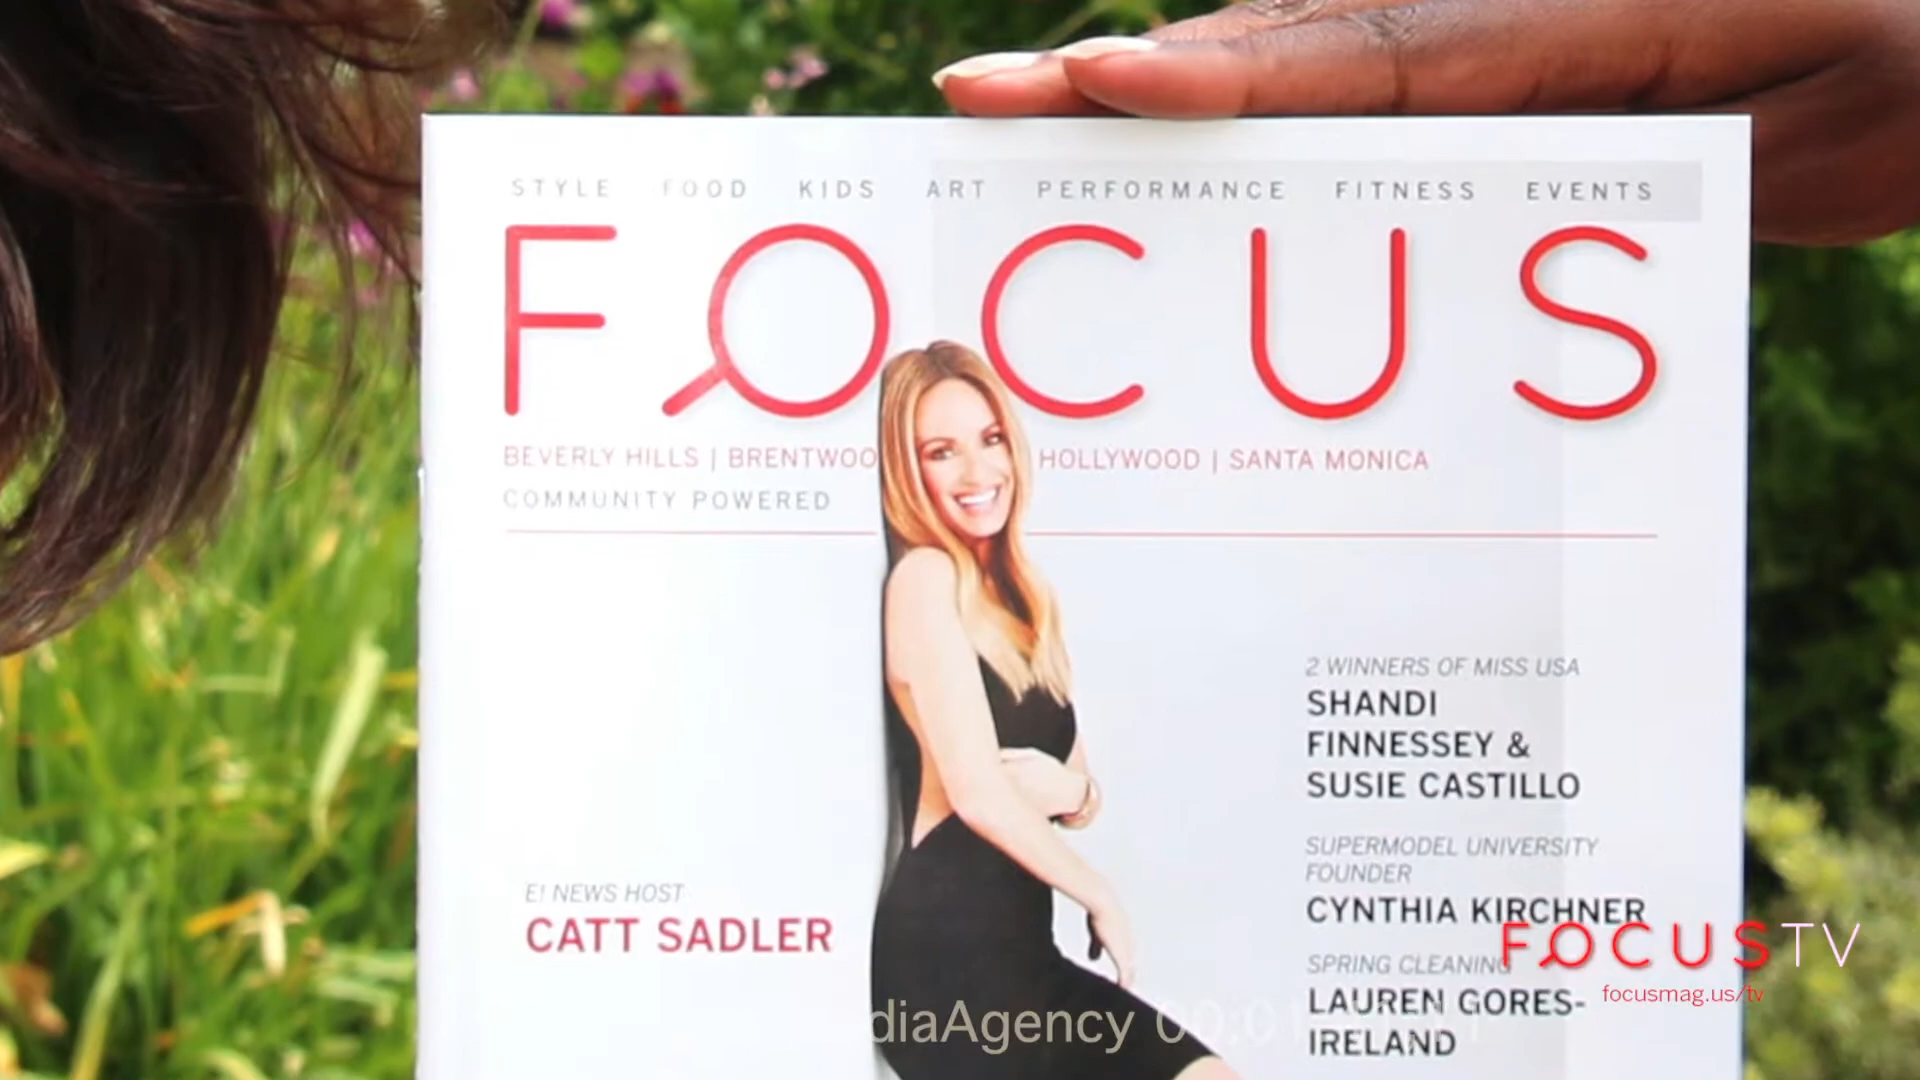 STYLE FOOD KIDS ART PERFORMANCE FITNESS EVENTS
FOCUS
BEVERLY HILLS | BRENTWOO HOLLYWOOD | SANTA MONICA
COMMUNITY POWERED
2 WINNERS OF MISS USA
SHANDI
FINNESSEY &
SUSIE CASTILLO
SUPERMODEL UNIVERSITY
FOUNDER
CYNTHIA KIRCHNER
E! NEWS HOST
CATT SADLER
SPRING CLEANING
LAUREN GORES-
IRELAND
FOCUS TV
focusmag.us/tv
diaAgency